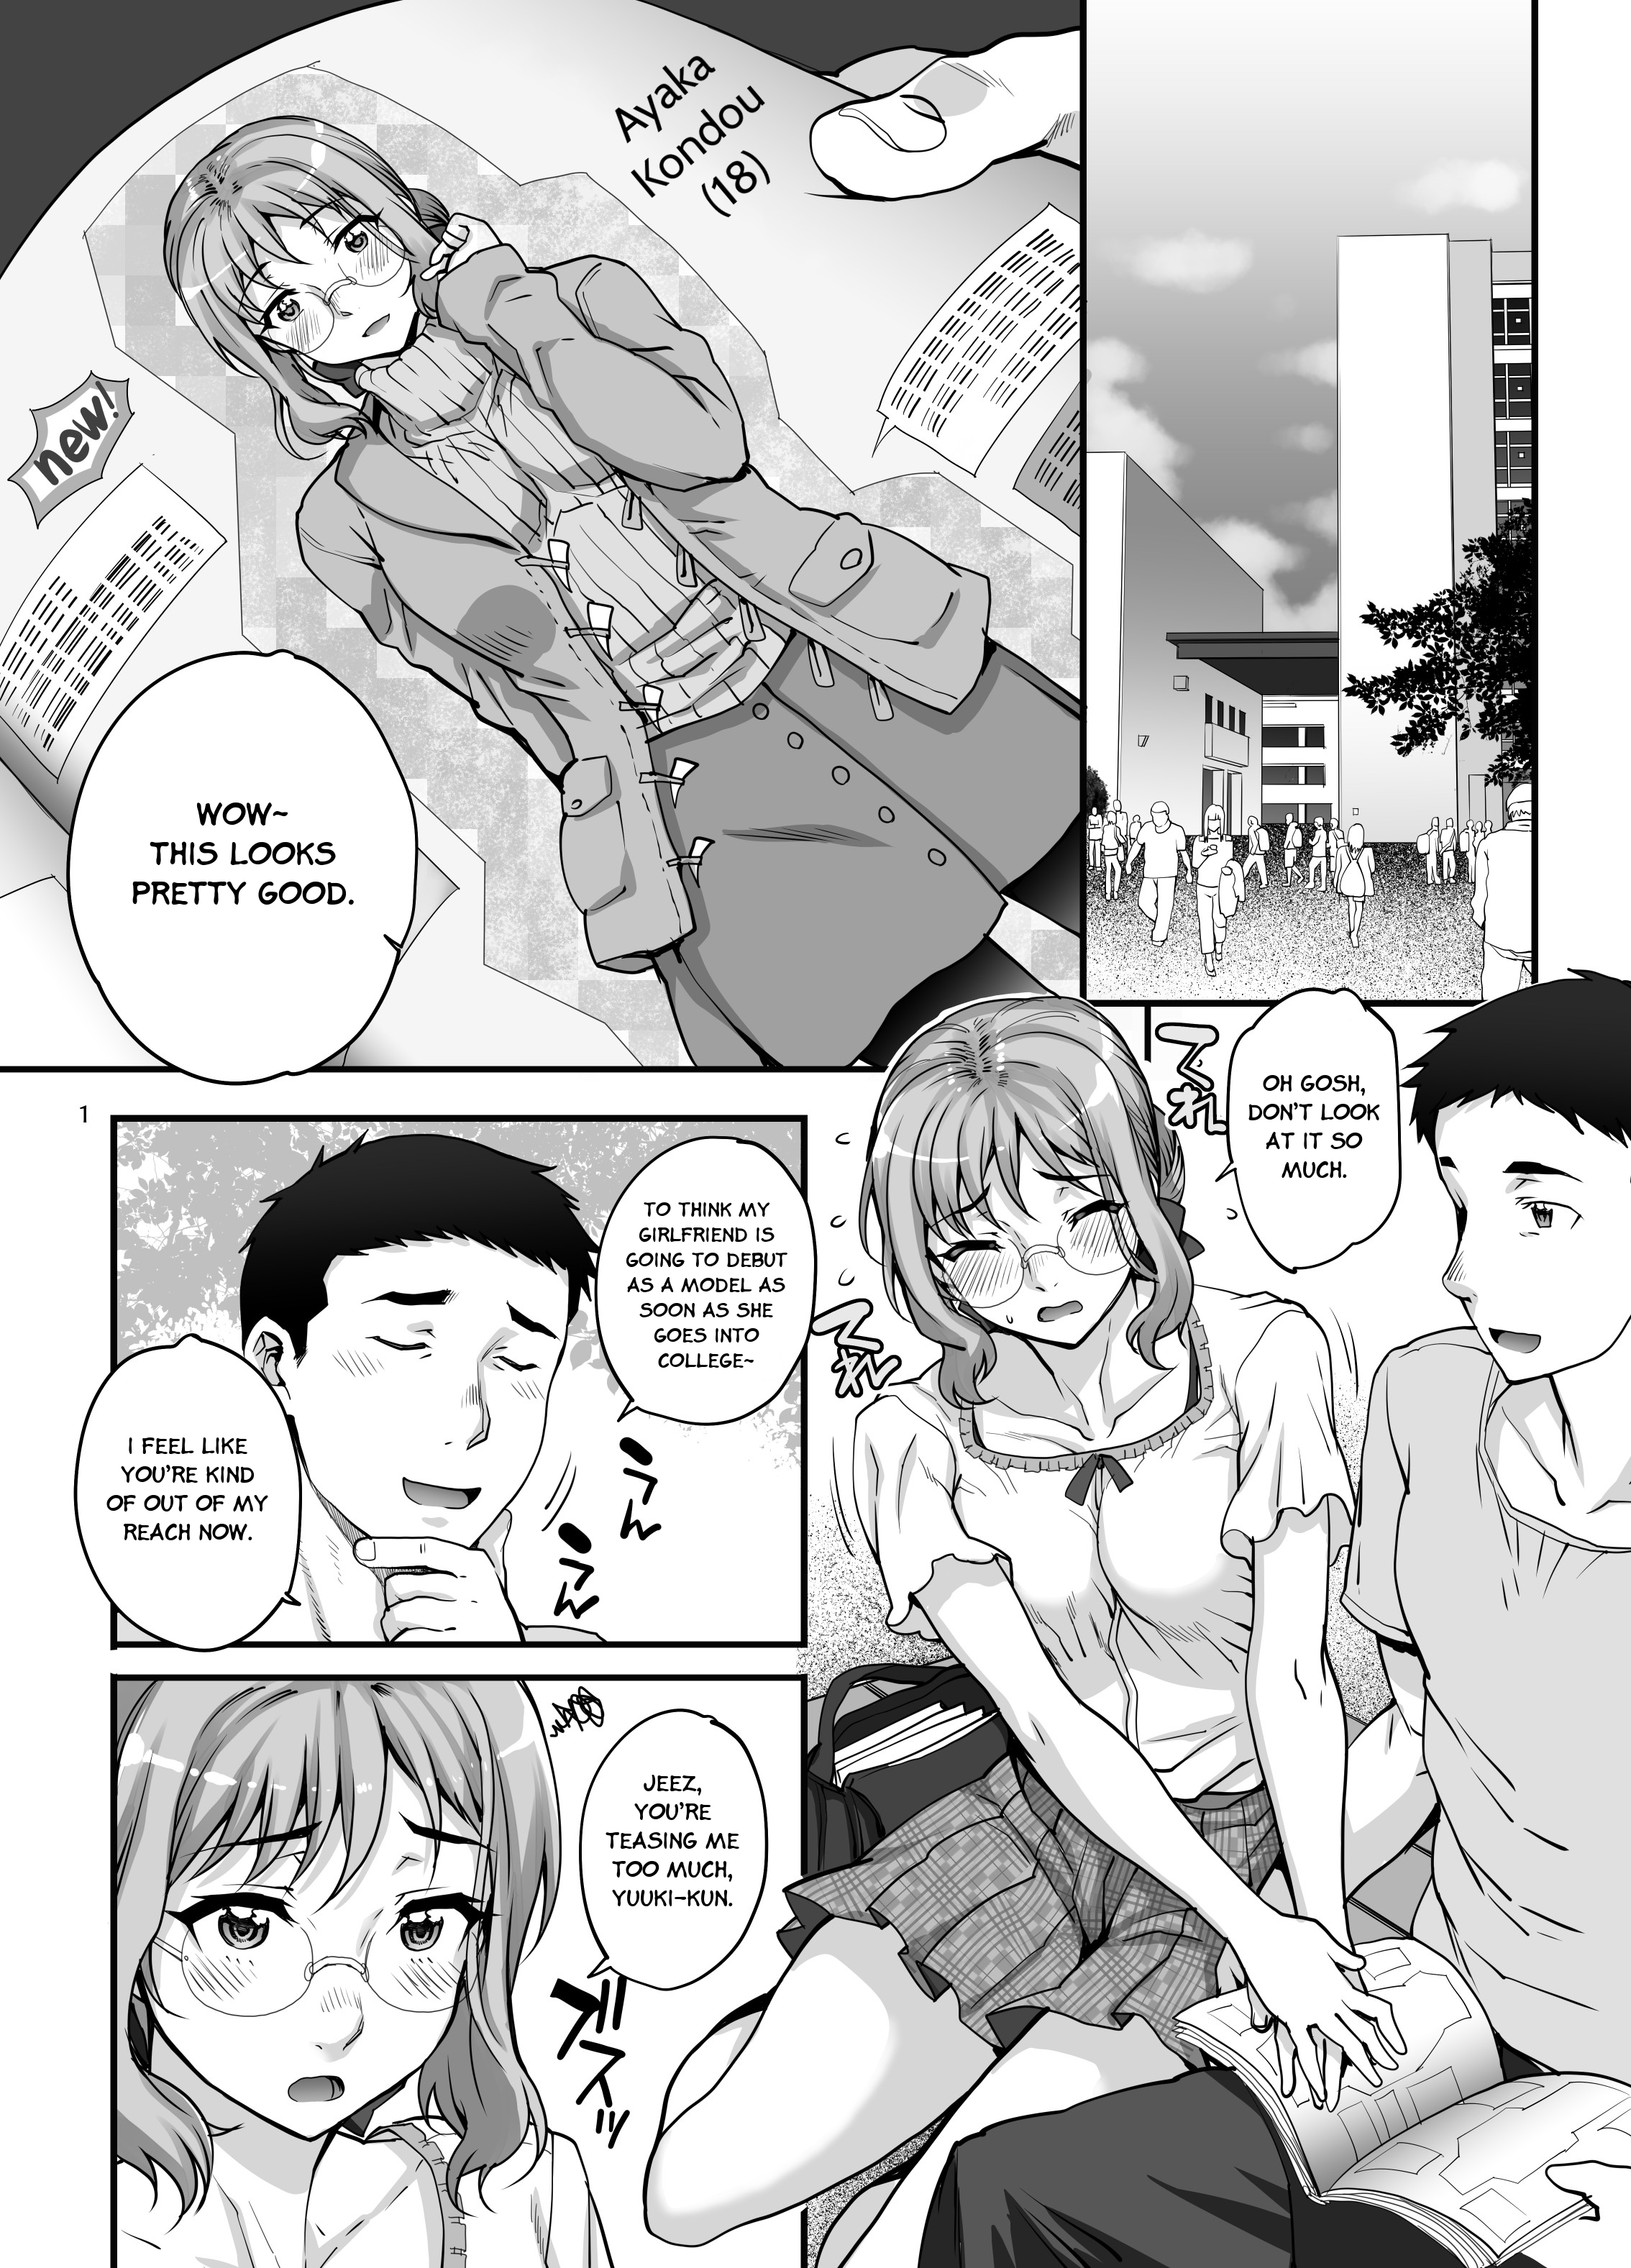 Ayaka
Kondou
(18)
new!
WOW~
THIS LOOKS
PRETTY GOOD.
OH GOSH,
DON'T LOOK
AT IT SO
MUCH.
てれ
てれ
TO THINK MY
GIRLFRIEND IS
GOING TO DEBUT
AS A MODEL AS
SOON AS SHE
GOES INTO
COLLEGE~
I FEEL LIKE
YOU'RE KIND
OF OUT OF MY
REACH NOW.
うん
うん
JEEZ,
YOU'RE
TEASING ME
TOO MUCH,
YUUKI-KUN.
1